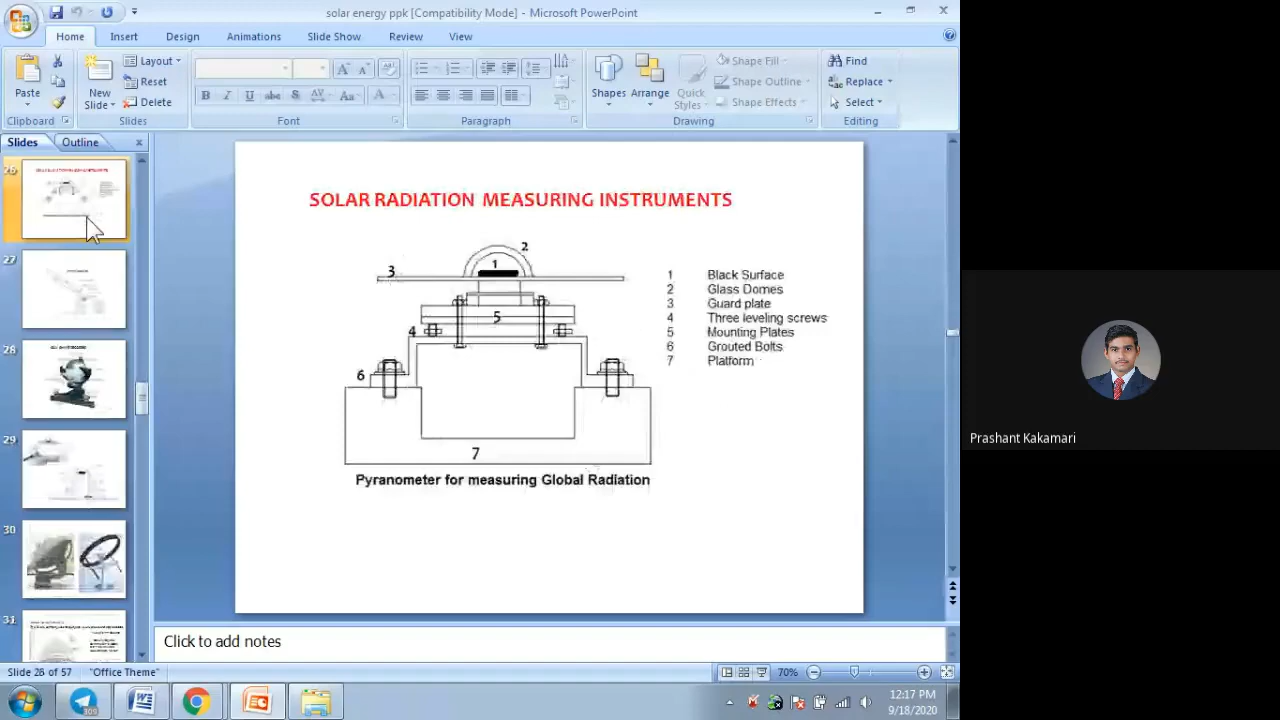 solar energy ppk [Compatibility Mode] - Microsoft PowerPoint
Home Insert Design Animations Slide Show Review View
Paste
Clipboard
New Slide
Layout
Reset
Delete
Slides
B I U abc S AV Aa A
Font
Paragraph
Shapes
Arrange
Quick Styles
Shape Fill
Shape Outline
Shape Effects
Drawing
Find
Replace
Select
Editing
Slides Outline
26
27
28
29
30
31
SOLAR RADIATION MEASURING INSTRUMENTS
2
1
3
5
4
6
7
1 Black Surface
2 Glass Domes
3 Guard plate
4 Three leveling screws
5 Mounting Plates
6 Grouted Bolts
7 Platform
Pyranometer for measuring Global Radiation
Click to add notes
Prashant Kakamari
Slide 26 of 57 "Office Theme" 70%
309
12:17 PM
9/18/2020